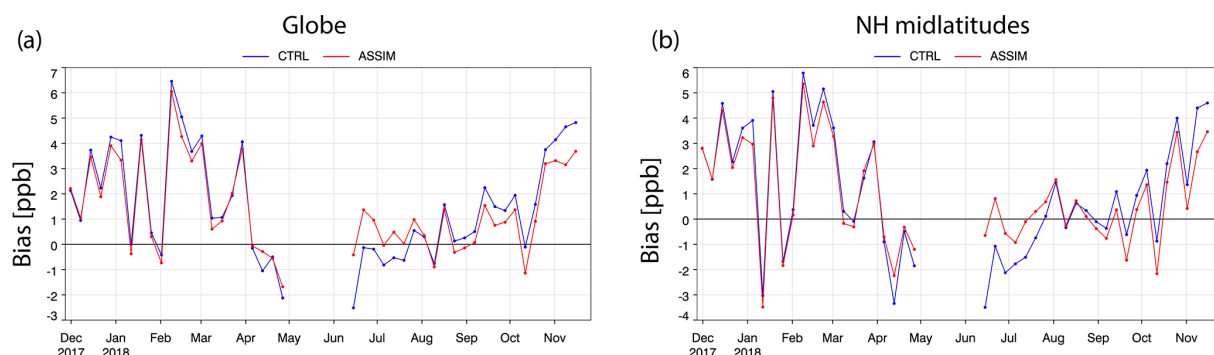 Globe
(a)
CTRL ASSIM
7
6
5
4
3
2
1
0
-1
-2
-3
Bias [ppb]
Dec Jan Feb Mar Apr May Jun Jul Aug Sep Oct Nov
2017 2018
NH midlatitudes
(b)
CTRL ASSIM
6
5
4
3
2
1
0
-1
-2
-3
-4
Bias [ppb]
Dec Jan Feb Mar Apr May Jun Jul Aug Sep Oct Nov
2017 2018